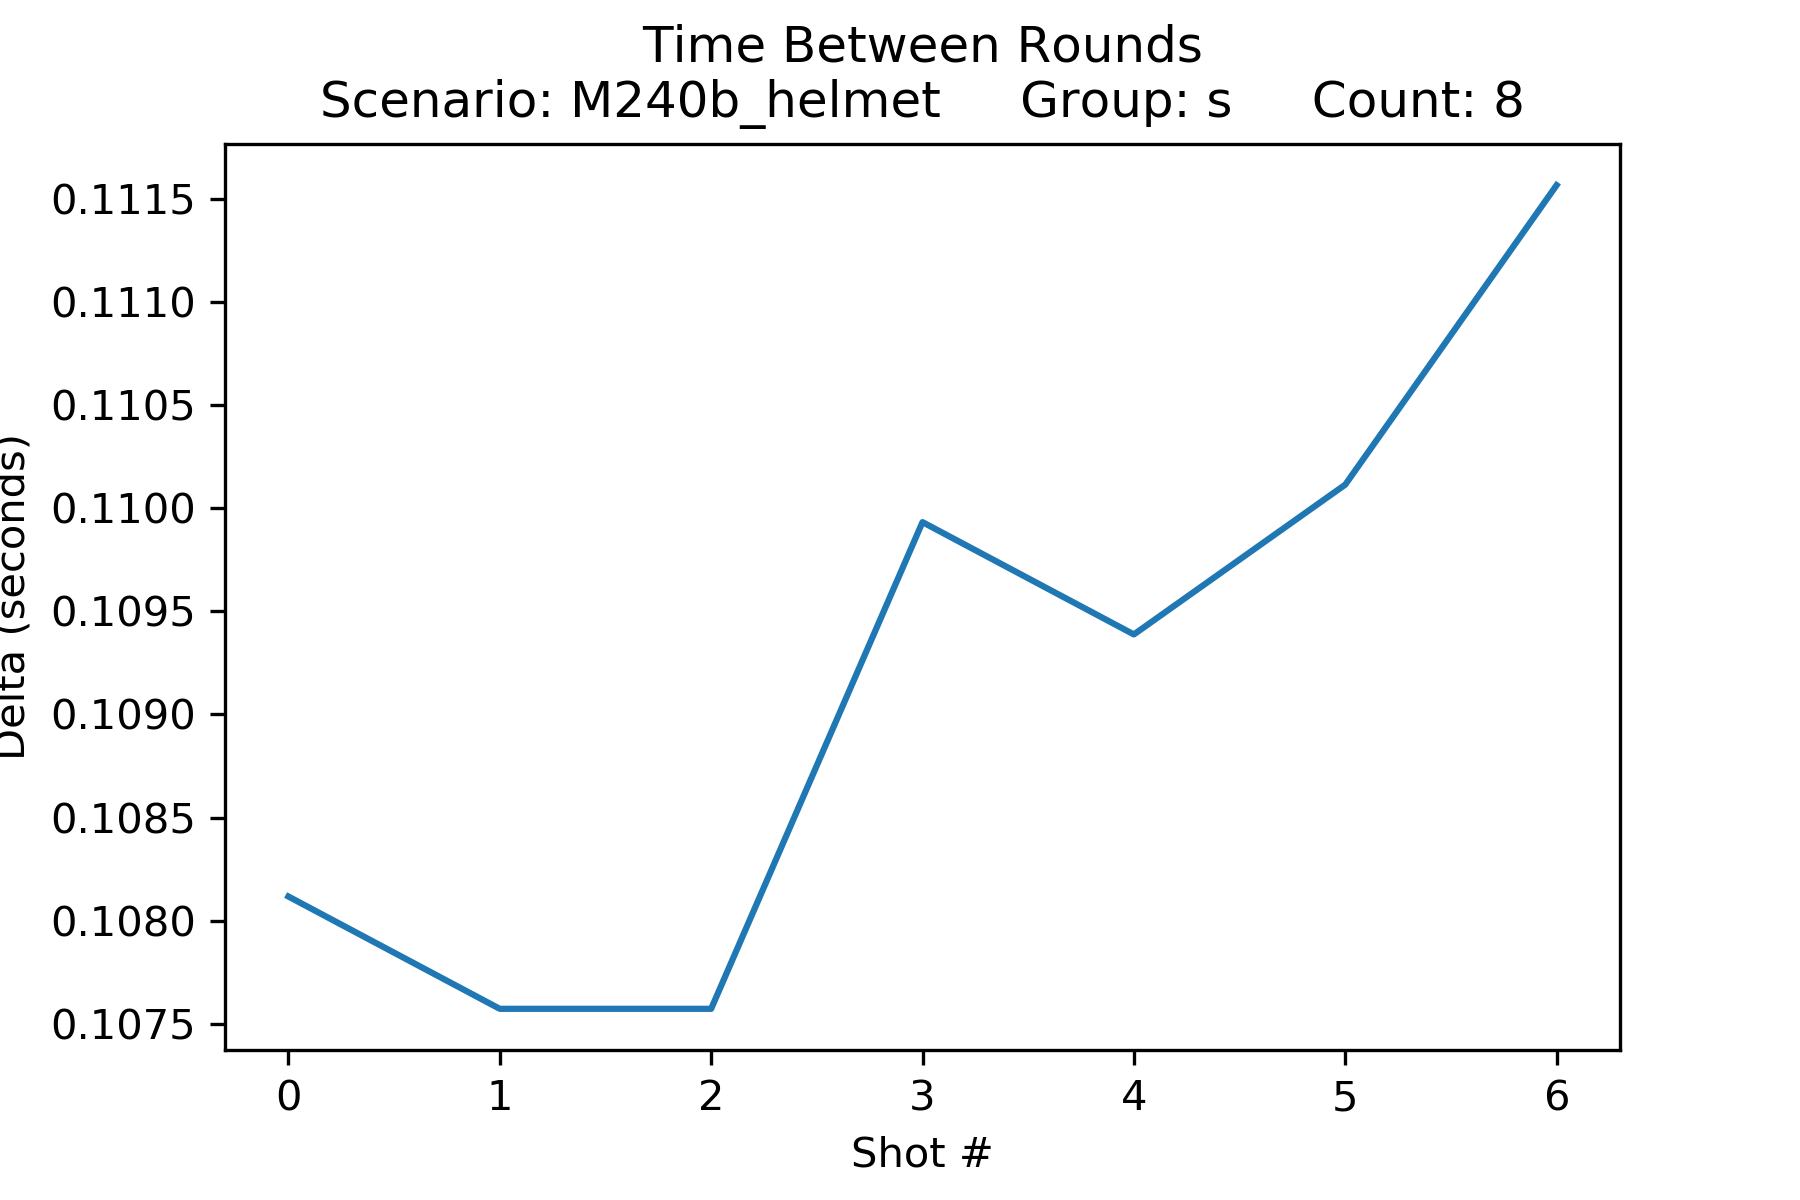 Time Between Rounds
Scenario: M240b_helmet     Group: s     Count: 8
0.1115
0.1110
0.1105
0.1100
0.1095
0.1090
0.1085
0.1080
0.1075
Delta (seconds)
0 1 2 3 4 5 6
Shot #